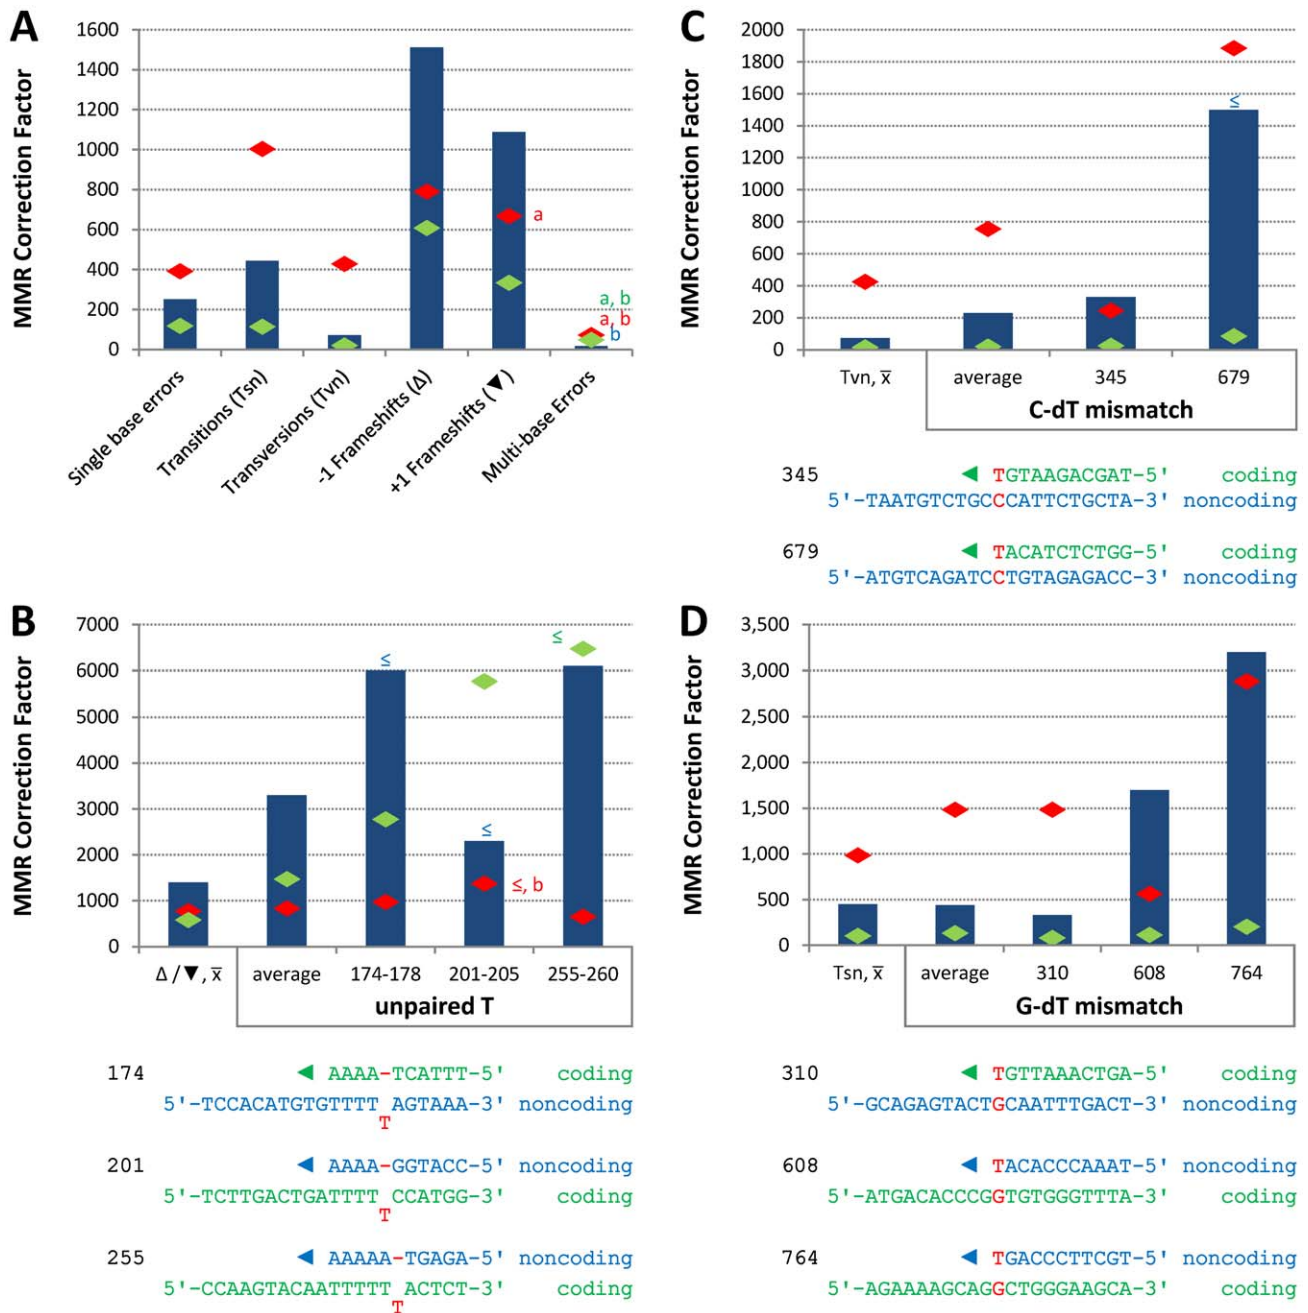 A
MMR Correction Factor
1600
1400
1200
1000
800
600
400
200
0
a
a, b
a, b
b
Single base errors
Transitions (Tsn)
Transversions (Tvn)
-1 Frameshifts (Δ)
+1 Frameshifts (▼)
Multi-base Errors
C
MMR Correction Factor
2000
1800
1600
1400
1200
1000
800
600
400
200
0
≤
Tvn, x̅ average 345 679
C-dT mismatch
345 ◀ TGTAAGACGAT-5' coding
5'-TAATGTCTGCCCATTCTGCTA-3' noncoding
679 ◀ TACATCTCTGG-5' coding
5'-ATGTCAGATCCTGTAGAGACC-3' noncoding
B
MMR Correction Factor
7000
6000
5000
4000
3000
2000
1000
0
≤
≤
≤, b
≤
Δ /▼, x̅ average 174-178 201-205 255-260
unpaired T
174 ◀ AAAA-TCATTT-5' coding
5'-TCCACATGTGTTTT AGTAAA-3' noncoding
T
201 ◀ AAAA-GGTACC-5' noncoding
5'-TCTTGACTGATTTT CCATGG-3' coding
T
255 ◀ AAAAA-TGAGA-5' noncoding
5'-CCAAGTACAATTTTT ACTCT-3' coding
T
D
MMR Correction Factor
3,500
3,000
2,500
2,000
1,500
1,000
500
0
Tsn, x̅ average 310 608 764
G-dT mismatch
310 ◀ TGTTAAACTGA-5' coding
5'-GCAGAGTACTGCAATTTGACT-3' noncoding
608 ◀ TACACCCAAAT-5' noncoding
5'-ATGACACCCGGTGTGGGTTTA-3' coding
764 ◀ TGACCCTTCGT-5' noncoding
5'-AGAAAAGCAGGCTGGGAAGCA-3' coding